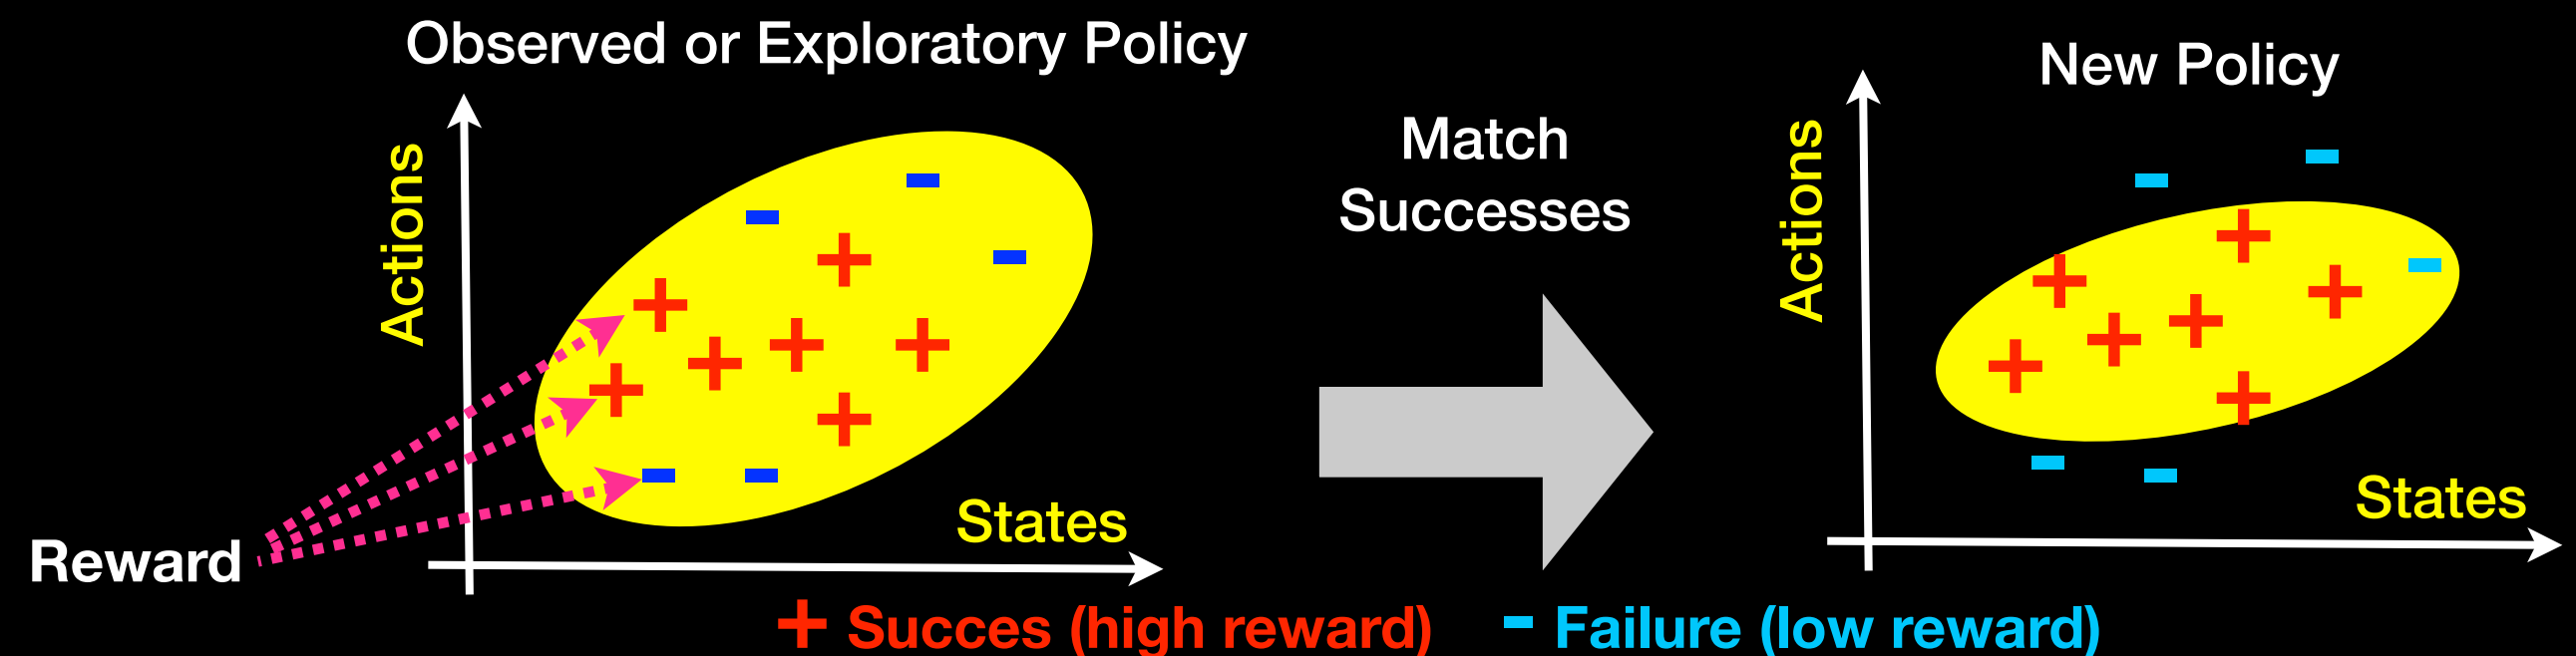 Observed or Exploratory Policy
Actions
States
Reward
Match
Successes
New Policy
Actions
States
+ Succes (high reward)
- Failure (low reward)